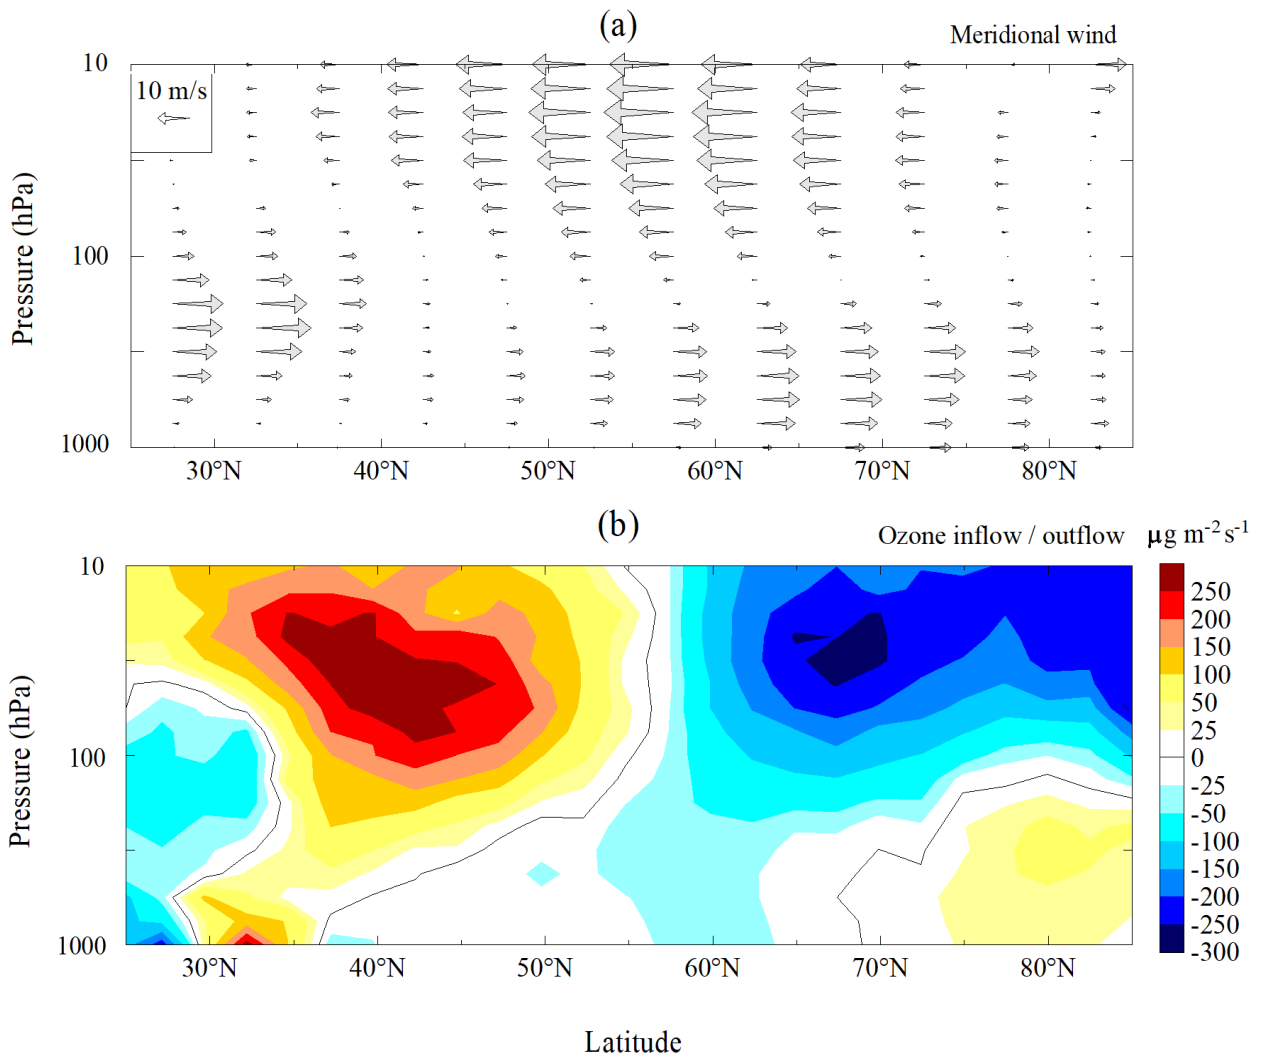 (a)
Meridional wind
10 m/s
Pressure (hPa)
10
100
1000
30°N 40°N 50°N 60°N 70°N 80°N
(b)
Ozone inflow / outflow
μg m⁻²s⁻¹
Pressure (hPa)
10
100
1000
30°N 40°N 50°N 60°N 70°N 80°N
250
200
150
100
50
25
0
-25
-50
-100
-150
-200
-250
-300
Latitude